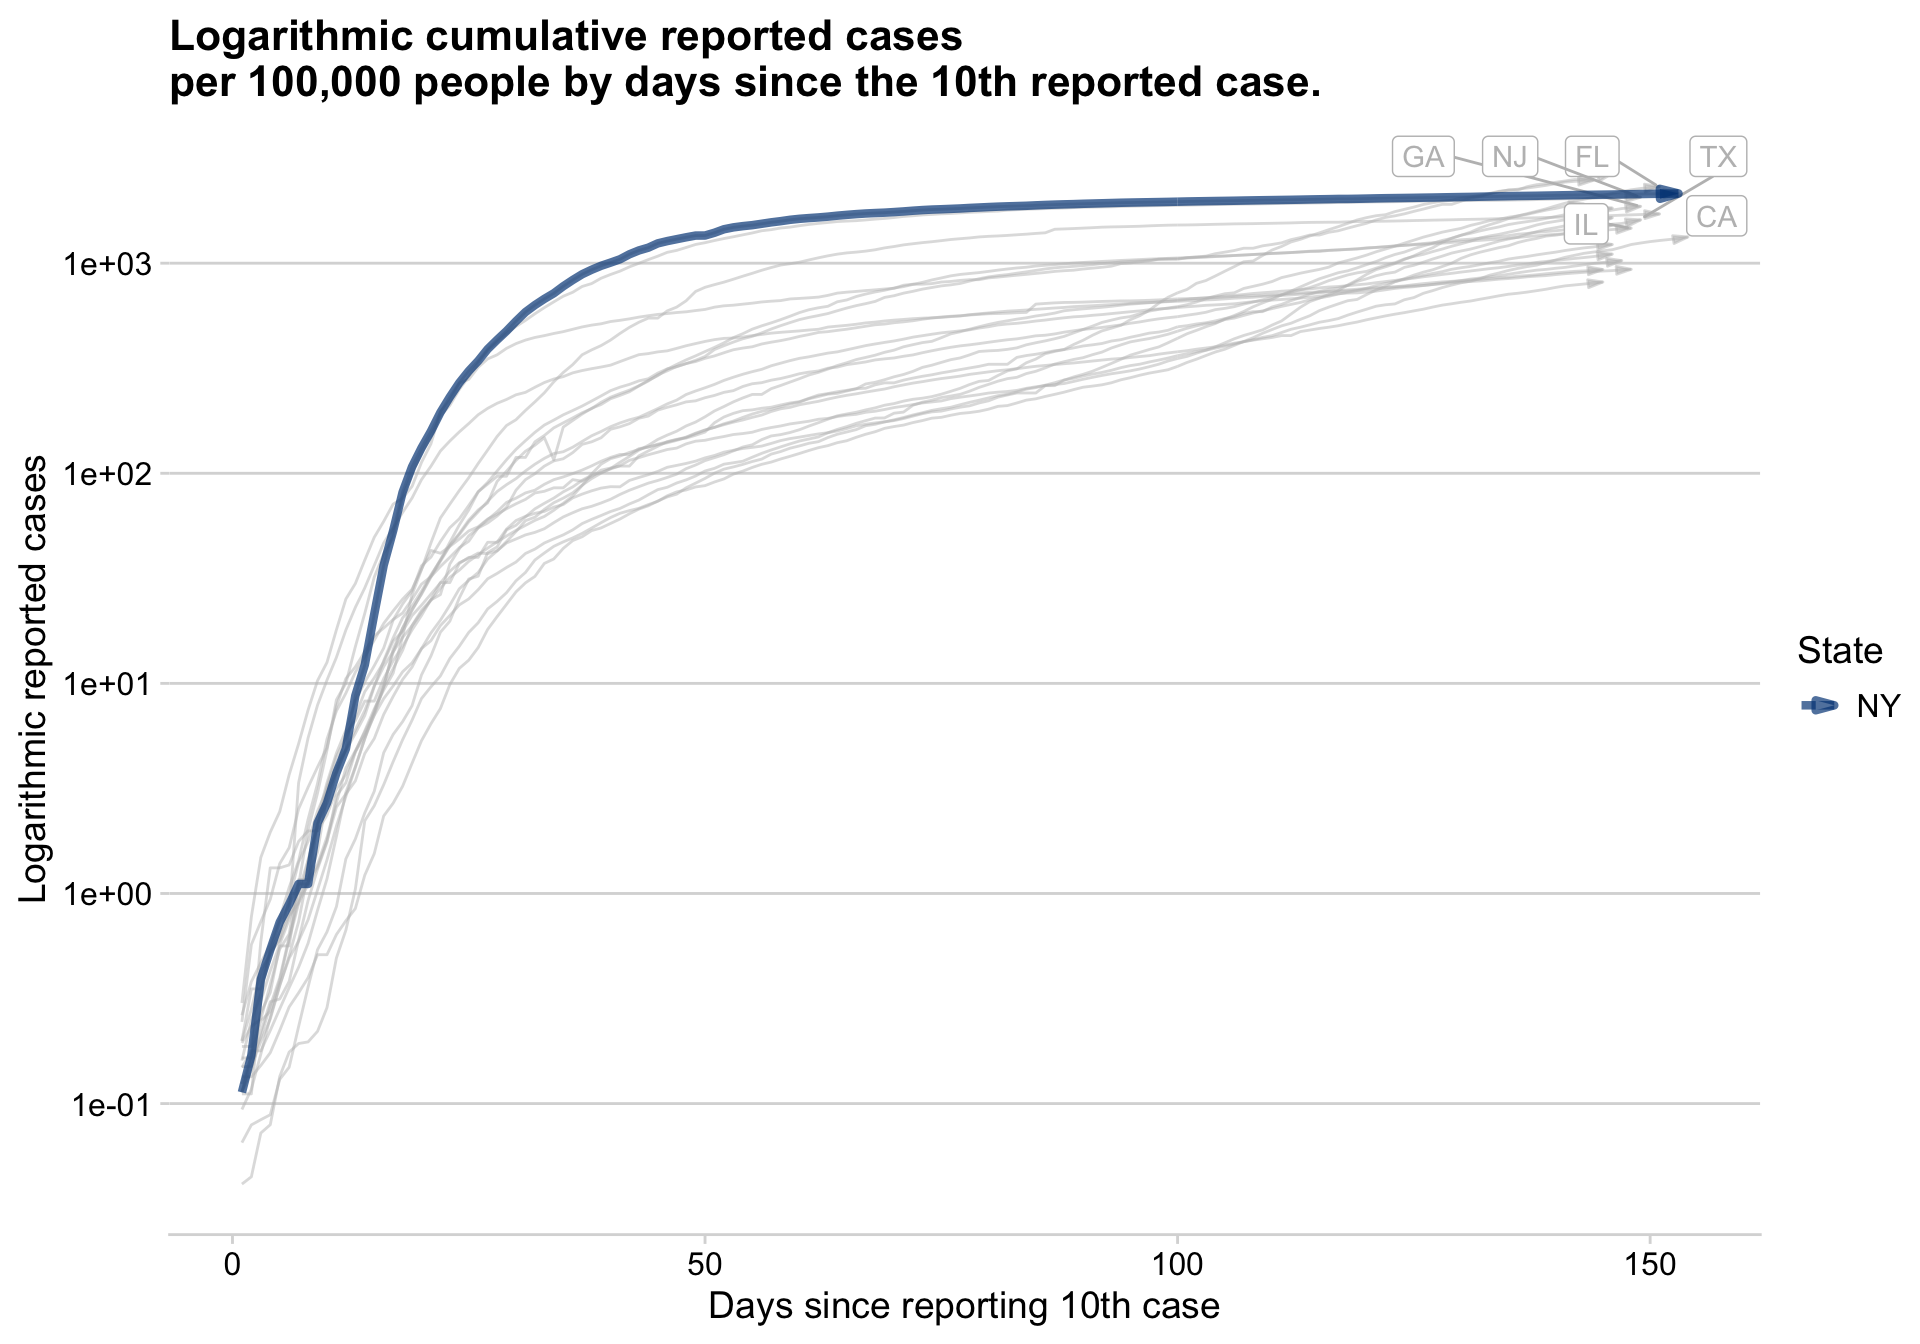 Logarithmic cumulative reported cases
per 100,000 people by days since the 10th reported case.
GA
NJ
FL
TX
IL
CA
1e+03
1e+02
1e+01
1e+00
1e-01
Logarithmic reported cases
0
50
100
150
Days since reporting 10th case
State
NY